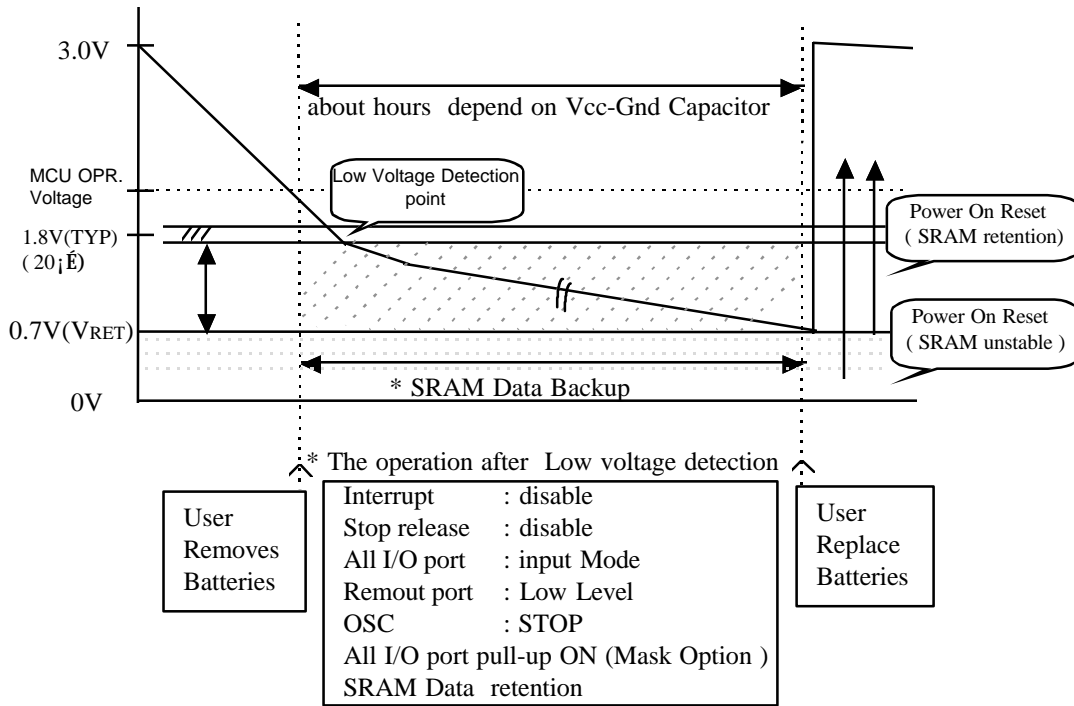 3.0V
about hours depend on Vcc-Gnd Capacitor
MCU OPR.
Voltage
Low Voltage Detection
point
1.8V(TYP)
( 20¡É)
Power On Reset
( SRAM retention)
0.7V(VRET)
Power On Reset
( SRAM unstable )
* SRAM Data Backup
0V
* The operation after Low voltage detection
User
Removes
Batteries
Interrupt : disable
Stop release : disable
All I/O port : input Mode
Remout port : Low Level
OSC : STOP
All I/O port pull-up ON (Mask Option )
SRAM Data retention
User
Replace
Batteries